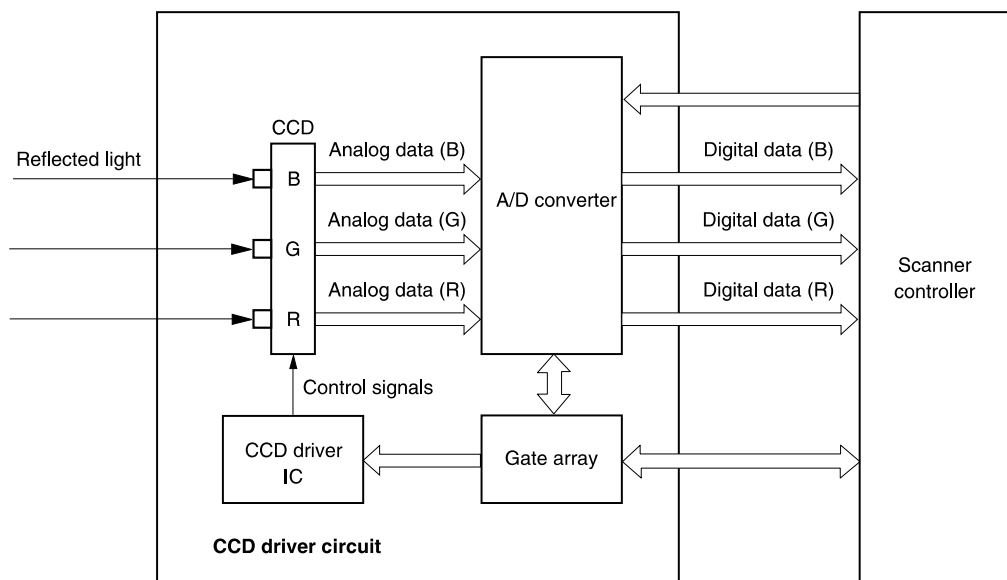 CCD
Reflected light
Analog data (B)
Digital data (B)
B
A/D converter
Analog data (G)
Digital data (G)
G
Scanner
controller
Analog data (R)
Digital data (R)
R
Control signals
CCD driver
IC
Gate array
CCD driver circuit